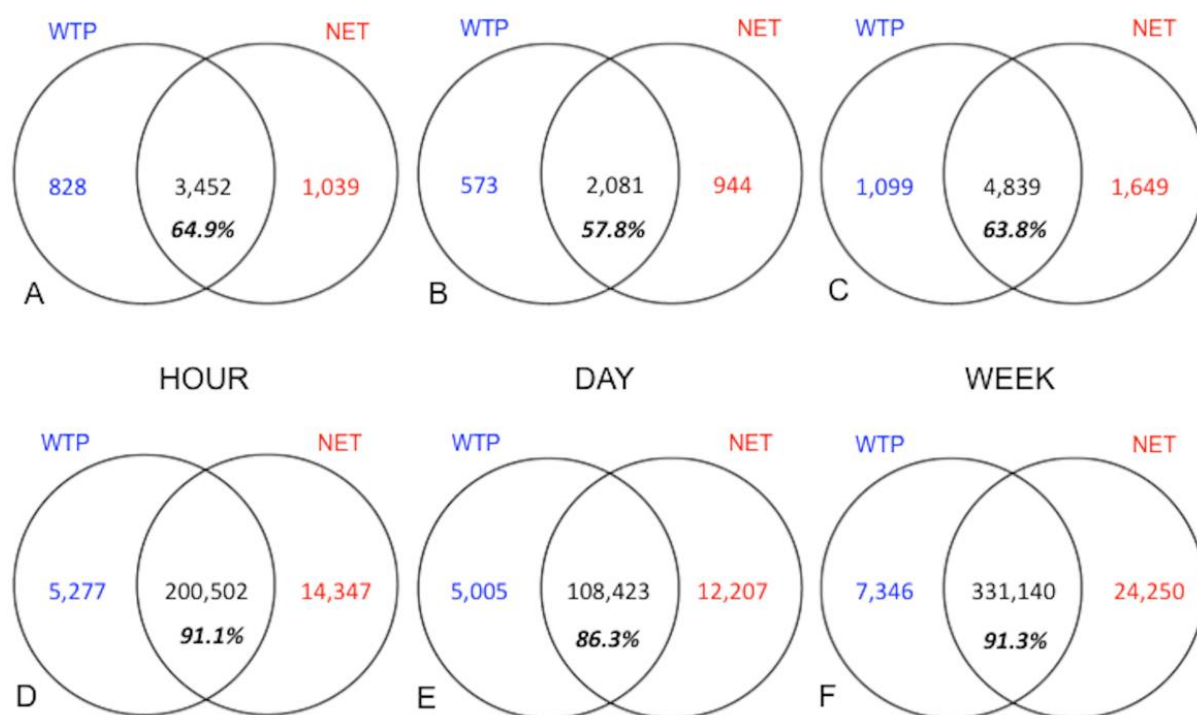 WTP NET WTP NET WTP NET
828 3,452 1,039 573 2,081 944 1,099 4,839 1,649
64.9% 57.8% 63.8%
A B C
HOUR DAY WEEK
WTP NET WTP NET WTP NET
5,277 200,502 14,347 5,005 108,423 12,207 7,346 331,140 24,250
91.1% 86.3% 91.3%
D E F